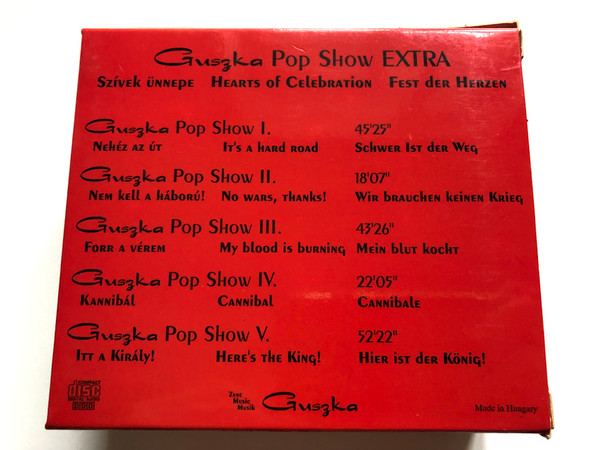 Guszka Pop Show EXTRA
Szívek ünnepe Hearts of Celebration Fest der Herzen
Guszka Pop Show I. 45'25"
Nehéz az út It's a hard road Schwer Ist der Weg
Guszka Pop Show II. 18'07"
Nem kell a háború! No wars, thanks! Wir brauchen keinen Krieg
Guszka Pop Show III. 43'26"
Forr a vérem My blood is burning Mein blut kocht
Guszka Pop Show IV. 22'05"
Kannibál Cannibal Cannibale
Guszka Pop Show V. 52'22"
Itt a Király! Here's the King! Hier ist der König!
COMPACT
disc
DIGITAL AUDIO
Zene
Music
Musik
Guszka
Made in Hungary